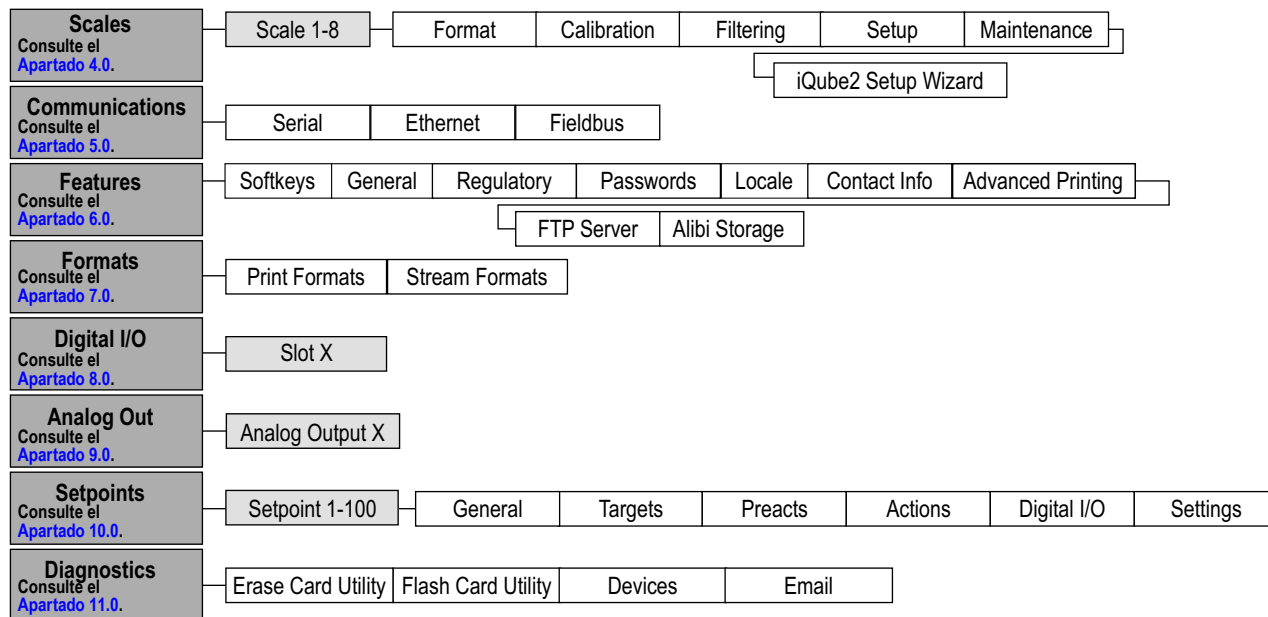 Scales
Consulte el
Apartado 4.0.
Scale 1-8
Format
Calibration
Filtering
Setup
Maintenance
iQube2 Setup Wizard
Communications
Consulte el
Apartado 5.0.
Serial
Ethernet
Fieldbus
Features
Consulte el
Apartado 6.0.
Softkeys
General
Regulatory
Passwords
Locale
Contact Info
Advanced Printing
FTP Server
Alibi Storage
Formats
Consulte el
Apartado 7.0.
Print Formats
Stream Formats
Digital I/O
Consulte el
Apartado 8.0.
Slot X
Analog Out
Consulte el
Apartado 9.0.
Analog Output X
Setpoints
Consulte el
Apartado 10.0.
Setpoint 1-100
General
Targets
Preacts
Actions
Digital I/O
Settings
Diagnostics
Consulte el
Apartado 11.0.
Erase Card Utility
Flash Card Utility
Devices
Email